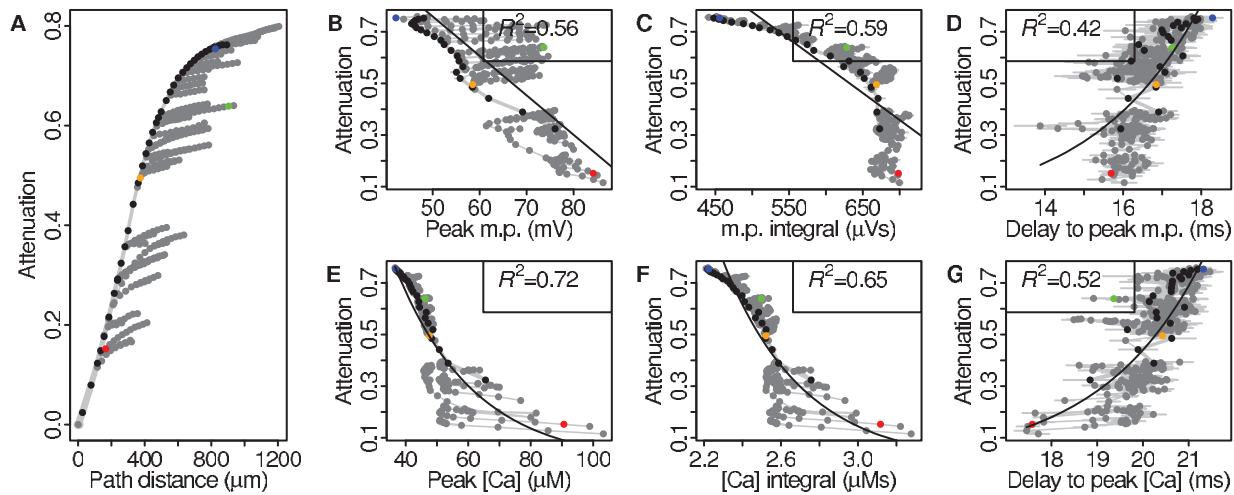 A
Attenuation
0.8
0.6
0.4
0.2
0.0
0 400 800 1200
Path distance (μm)
B
R²=0.56
Attenuation
0.7
0.5
0.3
0.1
50 60 70 80
Peak m.p. (mV)
C
R²=0.59
Attenuation
0.7
0.5
0.3
0.1
450 550 650
m.p. integral (μVs)
D
R²=0.42
Attenuation
0.7
0.5
0.3
0.1
14 16 18
Delay to peak m.p. (ms)
E
R²=0.72
Attenuation
0.7
0.5
0.3
0.1
40 60 80 100
Peak [Ca] (μM)
F
R²=0.65
Attenuation
0.7
0.5
0.3
0.1
2.2 2.6 3.0
[Ca] integral (μMs)
G
R²=0.52
Attenuation
0.7
0.5
0.3
0.1
18 19 20 21
Delay to peak [Ca] (ms)